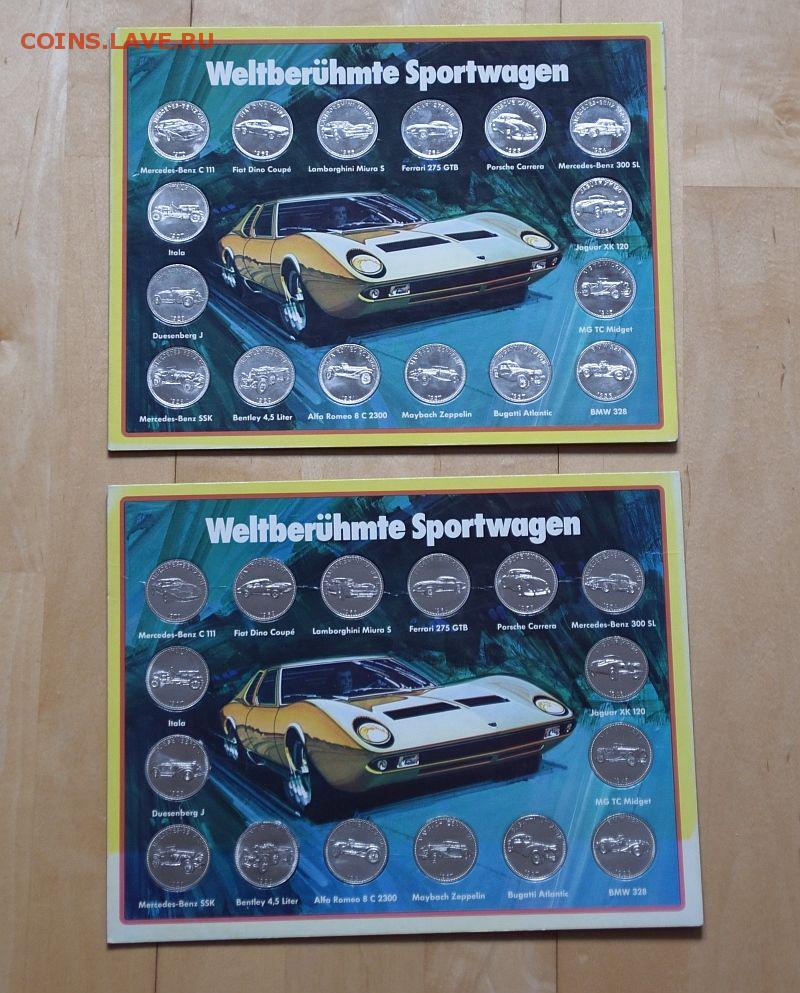 COINS.LAVE.RU
Weltberühmte Sportwagen
Mercedes-Benz C 111 Fiat Dino Coupé Lamborghini Miura S Ferrari 275 GTB Porsche Carrera Mercedes-Benz 300 SL
Itala Jaguar XK 120
Duesenberg J MG TC Midget
Mercedes-Benz SSK Bentley 4,5 Liter Alfa Romeo 8 C 2300 Maybach Zeppelin Bugatti Atlantic BMW 328
Weltberühmte Sportwagen
Mercedes-Benz C 111 Fiat Dino Coupé Lamborghini Miura S Ferrari 275 GTB Porsche Carrera Mercedes-Benz 300 SL
Itala Jaguar XK 120
Duesenberg J MG TC Midget
Mercedes-Benz SSK Bentley 4,5 Liter Alfa Romeo 8 C 2300 Maybach Zeppelin Bugatti Atlantic BMW 328